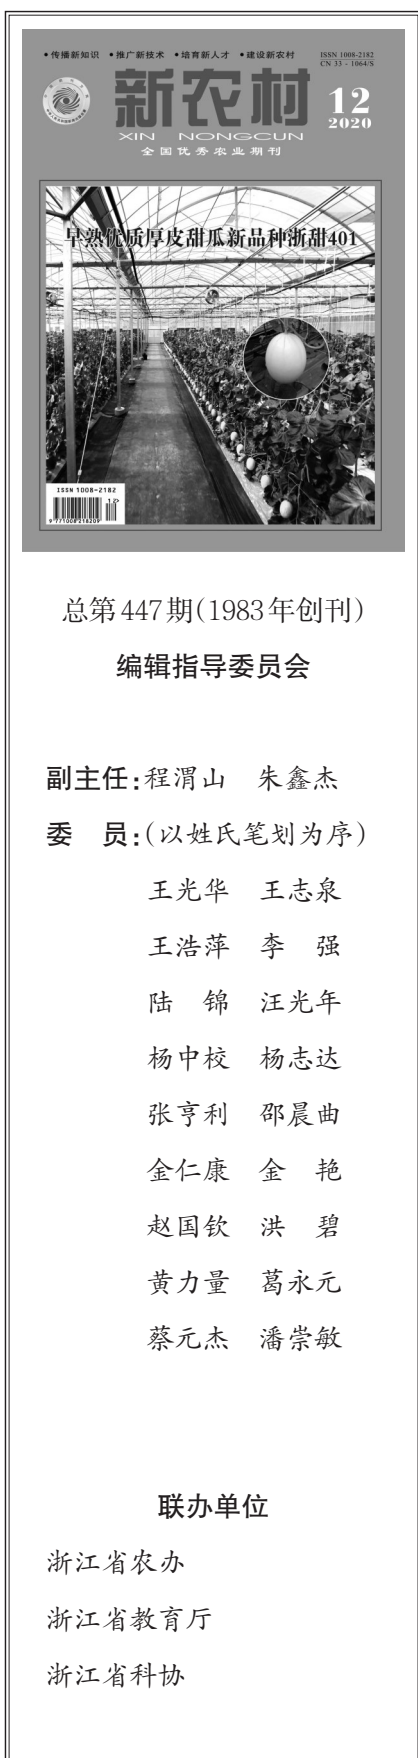 •传播新知识 •推广新技术 •培育新人才 •建设新农村
ISSN 1008-2182
CN 33 - 1064/S
新农村
12
2020
XIN NONGCUN
全国优秀农业期刊
早熟优质厚皮甜瓜新品种浙甜401
ISSN 1008-2182
12>
9 771008 218209
总第447期(1983年创刊)
编辑指导委员会
副主任:程渭山 朱鑫杰
委 员:(以姓氏笔划为序)
王光华 王志泉
王浩萍 李 强
陆 锦 汪光年
杨中校 杨志达
张亨利 邵晨曲
金仁康 金 艳
赵国钦 洪 碧
黄力量 葛永元
蔡元杰 潘崇敏
联办单位
浙江省农办
浙江省教育厅
浙江省科协